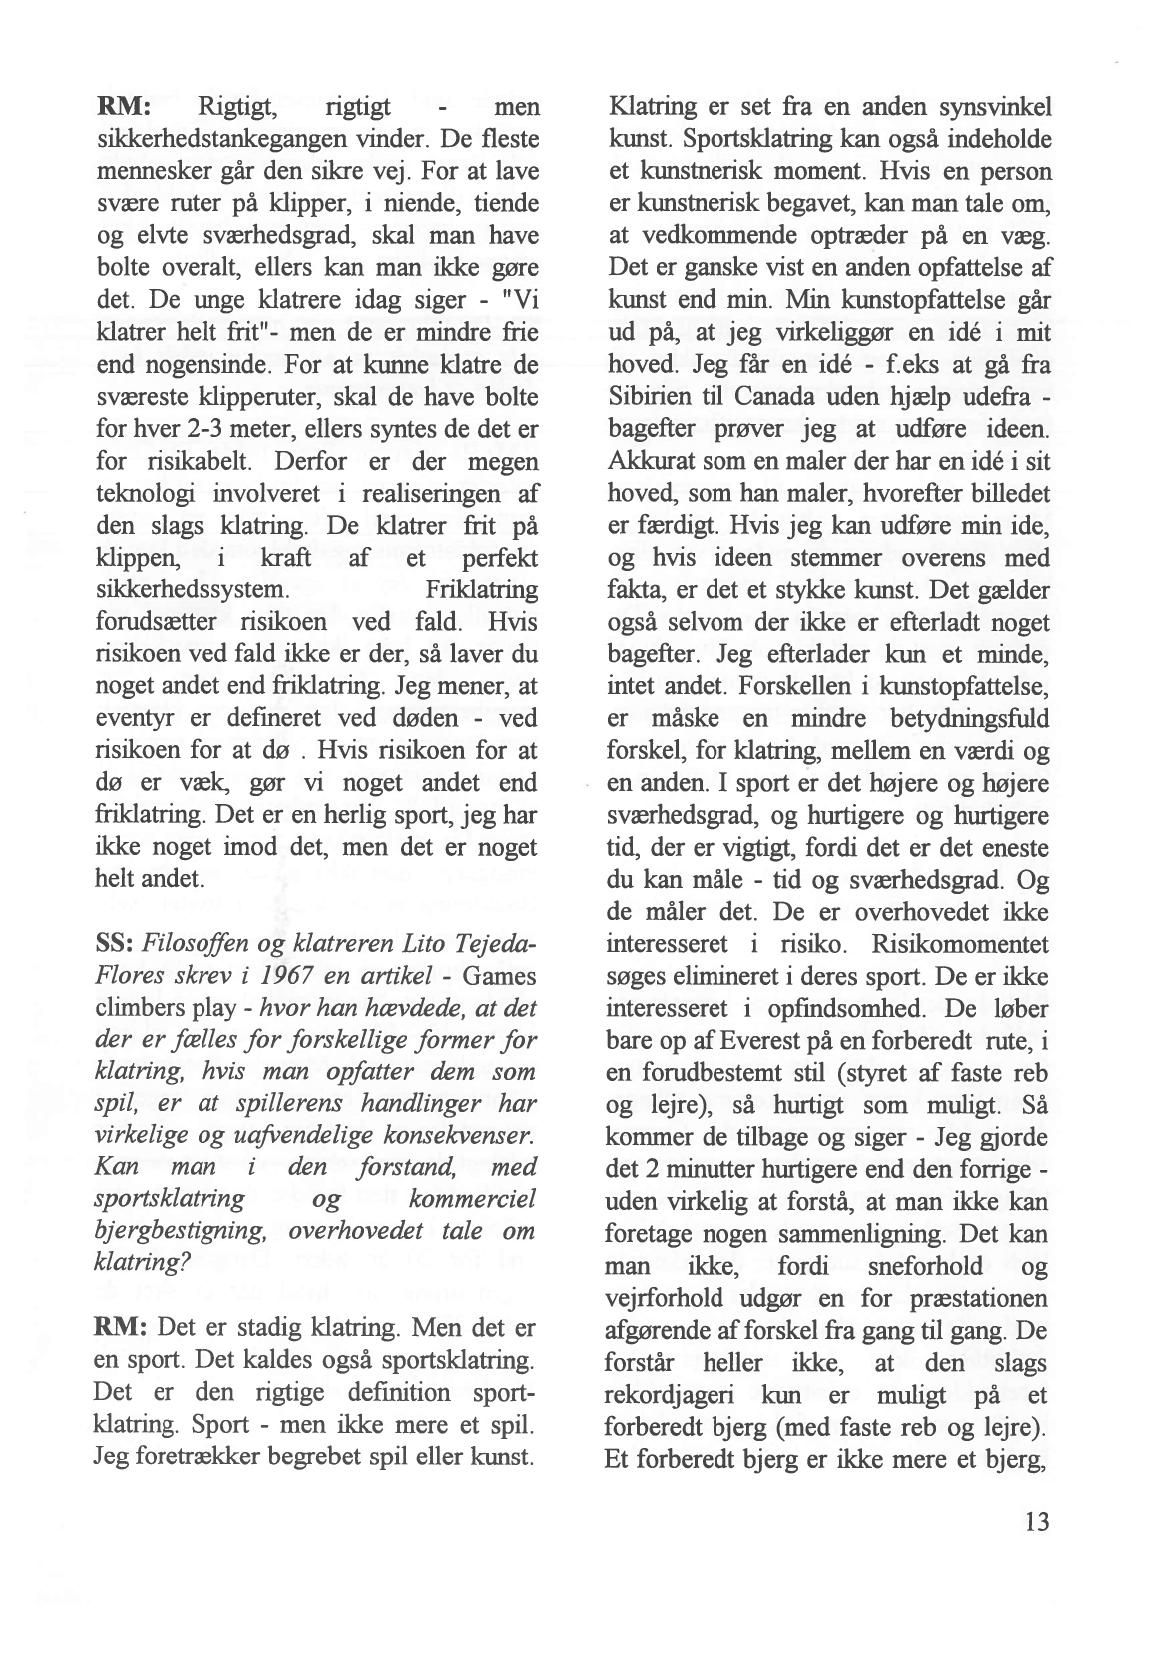 RM: Rigtigt, rigtigt - men
sikkerhedstankegangen vinder. De fleste
mennesker går den sikre vej. For at lave
svære ruter på klipper, i niende, tiende
og elvte sværhedsgrad, skal man have
bolte overalt, ellers kan man ikke gøre
det. De unge klatrere idag siger - "Vi
klatrer helt frit"- men de er mindre frie
end nogensinde. For at kunne klatre de
sværeste klipperuter, skal de have bolte
for hver 2-3 meter, ellers syntes de det er
for risikabelt. Derfor er der megen
teknologi involveret i realiseringen af
den slags klatring. De klatrer frit på
klippen, i kraft af et perfekt
sikkerhedssystem. Friklatring
forudsætter risikoen ved fald. Hvis
risikoen ved fald ikke er der, så laver du
noget andet end friklatring. Jeg mener, at
eventyr er defineret ved døden - ved
risikoen for at dø . Hvis risikoen for at
dø er væk, gør vi noget andet end
friklatring. Det er en herlig sport, jeg har
ikke noget imod det, men det er noget
helt andet.
SS: Filosoffen og klatreren Lito Tejeda-
Flores skrev i 1967 en artikel - Games
climbers play - hvor han hævdede, at det
der er fælles for forskellige former for
klatring, hvis man opfatter dem som
spil, er at spillerens handlinger har
virkelige og uafvendelige konsekvenser.
Kan man i den forstand, med
sportsklatring og kommerciel
bjergbestigning, overhovedet tale om
klatring?
RM: Det er stadig klatring. Men det er
en sport. Det kaldes også sportsklatring.
Det er den rigtige definition sport-
klatring. Sport - men ikke mere et spil.
Jeg foretrækker begrebet spil eller kunst.
Klatring er set fra en anden synsvinkel
kunst. Sportsklatring kan også indeholde
et kunstnerisk moment. Hvis en person
er kunstnerisk begavet, kan man tale om,
at vedkommende optræder på en væg.
Det er ganske vist en anden opfattelse af
kunst end min. Min kunstopfattelse går
ud på, at jeg virkeliggør en idé i mit
hoved. Jeg får en idé - f.eks at gå fra
Sibirien til Canada uden hjælp udefra -
bagefter prøver jeg at udføre ideen.
Akkurat som en maler der har en idé i sit
hoved, som han maler, hvorefter billedet
er færdigt. Hvis jeg kan udføre min ide,
og hvis ideen stemmer overens med
fakta, er det et stykke kunst. Det gælder
også selvom der ikke er efterladt noget
bagefter. Jeg efterlader kun et minde,
intet andet. Forskellen i kunstopfattelse,
er måske en mindre betydningsfuld
forskel, for klatring, mellem en værdi og
en anden. I sport er det højere og højere
sværhedsgrad, og hurtigere og hurtigere
tid, der er vigtigt, fordi det er det eneste
du kan måle - tid og sværhedsgrad. Og
de måler det. De er overhovedet ikke
interesseret i risiko. Risikomomentet
søges elimineret i deres sport. De er ikke
interesseret i opfindsomhed. De løber
bare op af Everest på en forberedt rute, i
en forudbestemt stil (styret af faste reb
og lejre), så hurtigt som muligt. Så
kommer de tilbage og siger - Jeg gjorde
det 2 minutter hurtigere end den forrige -
uden virkelig at forstå, at man ikke kan
foretage nogen sammenligning. Det kan
man ikke, fordi sneforhold og
vejrforhold udgør en for præstationen
afgørende af forskel fra gang til gang. De
forstår heller ikke, at den slags
rekordjageri kun er muligt på et
forberedt bjerg (med faste reb og lejre).
Et forberedt bjerg er ikke mere et bjerg,
13